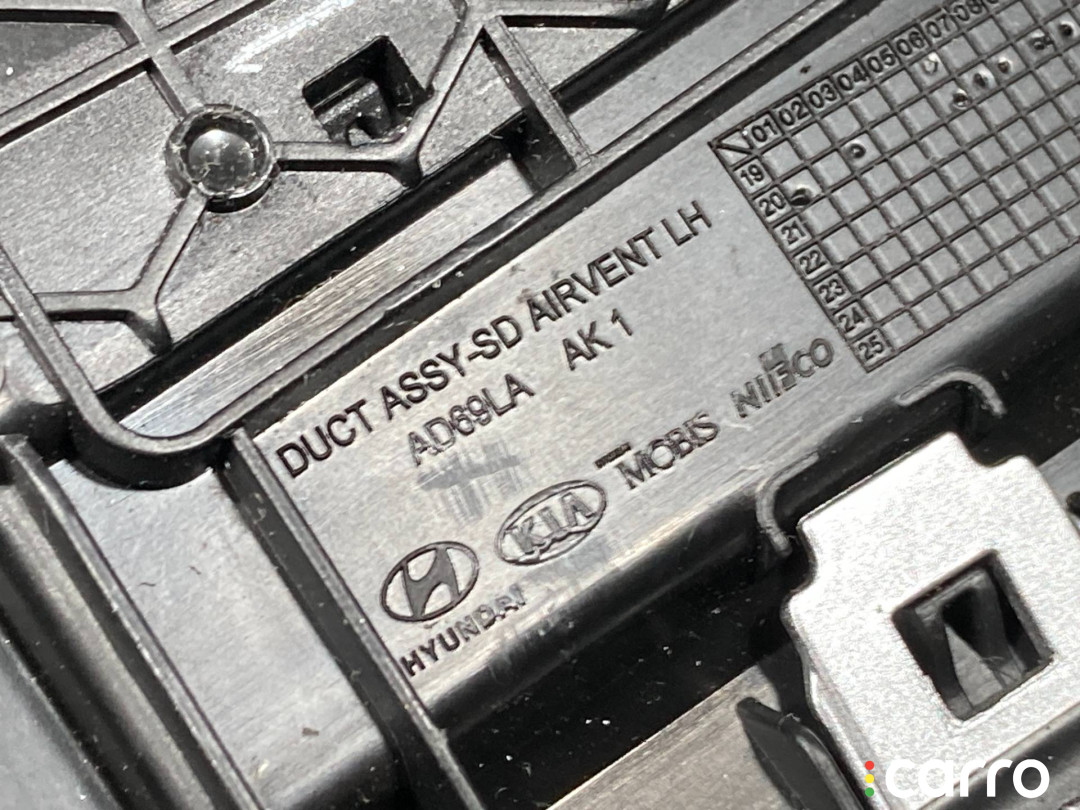 DUCT ASSY-SD AIRVENT LH
AD69LA AK 1
HYUNDAI
KIA
MOBIS
01 02 03 04 05 06 07 08
19
20
21
22
23
24
25
carro